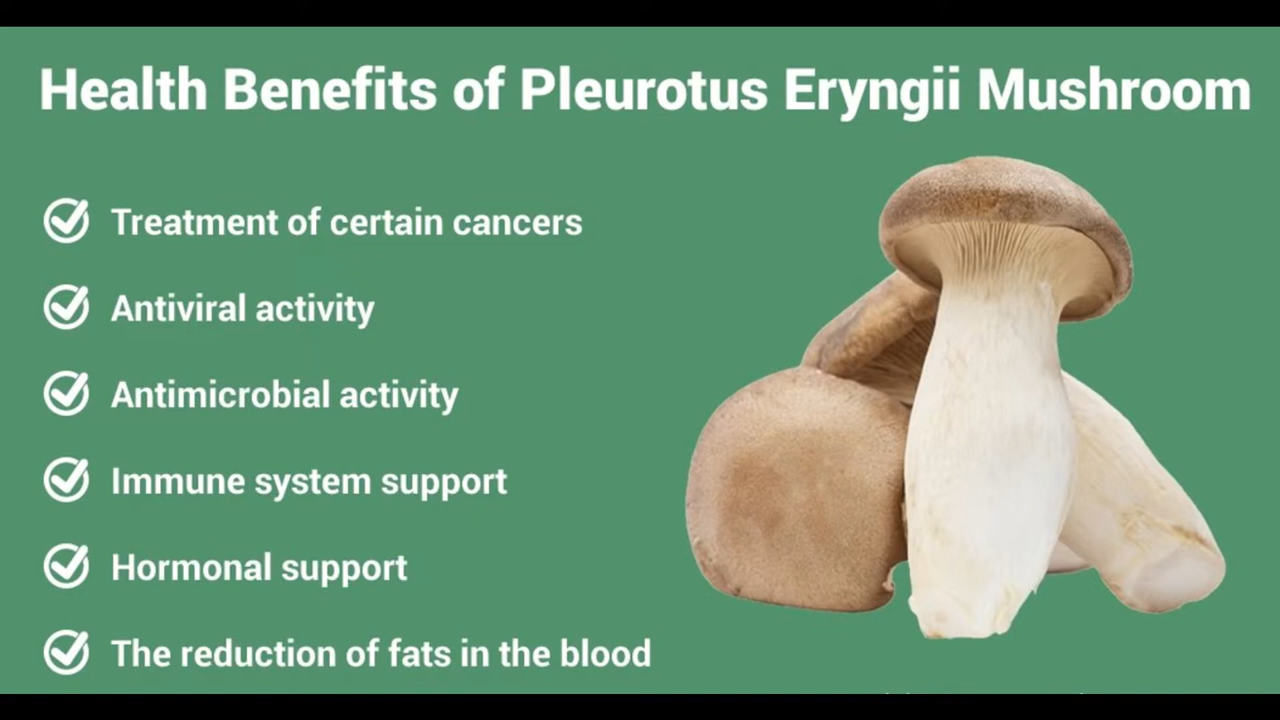 Health Benefits of Pleurotus Eryngii Mushroom
Treatment of certain cancers
Antiviral activity
Antimicrobial activity
Immune system support
Hormonal support
The reduction of fats in the blood